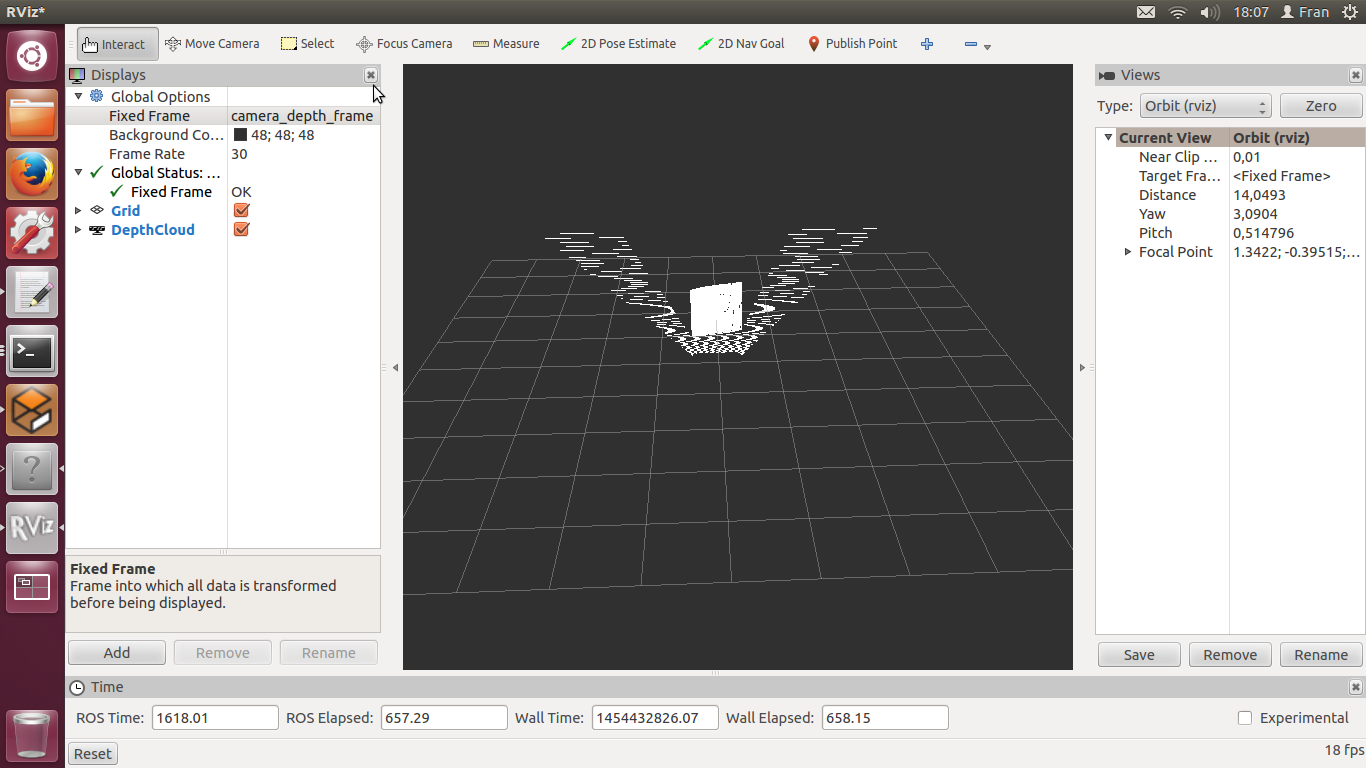 RViz*
18:07 Fran
Interact Move Camera Select Focus Camera Measure 2D Pose Estimate 2D Nav Goal Publish Point
Displays
Global Options
Fixed Frame camera_depth_frame
Background Co... 48; 48; 48
Frame Rate 30
Global Status: ...
Fixed Frame OK
Grid
DepthCloud
Fixed Frame
Frame into which all data is transformed
before being displayed.
Add Remove Rename
Views
Type: Orbit (rviz) Zero
Current View Orbit (rviz)
Near Clip ... 0,01
Target Fra... <Fixed Frame>
Distance 14,0493
Yaw 3,0904
Pitch 0,514796
Focal Point 1.3422; -0.39515;...
Save Remove Rename
RViz
Time
ROS Time: 1618.01 ROS Elapsed: 657.29 Wall Time: 1454432826.07 Wall Elapsed: 658.15 Experimental
Reset 18 fps